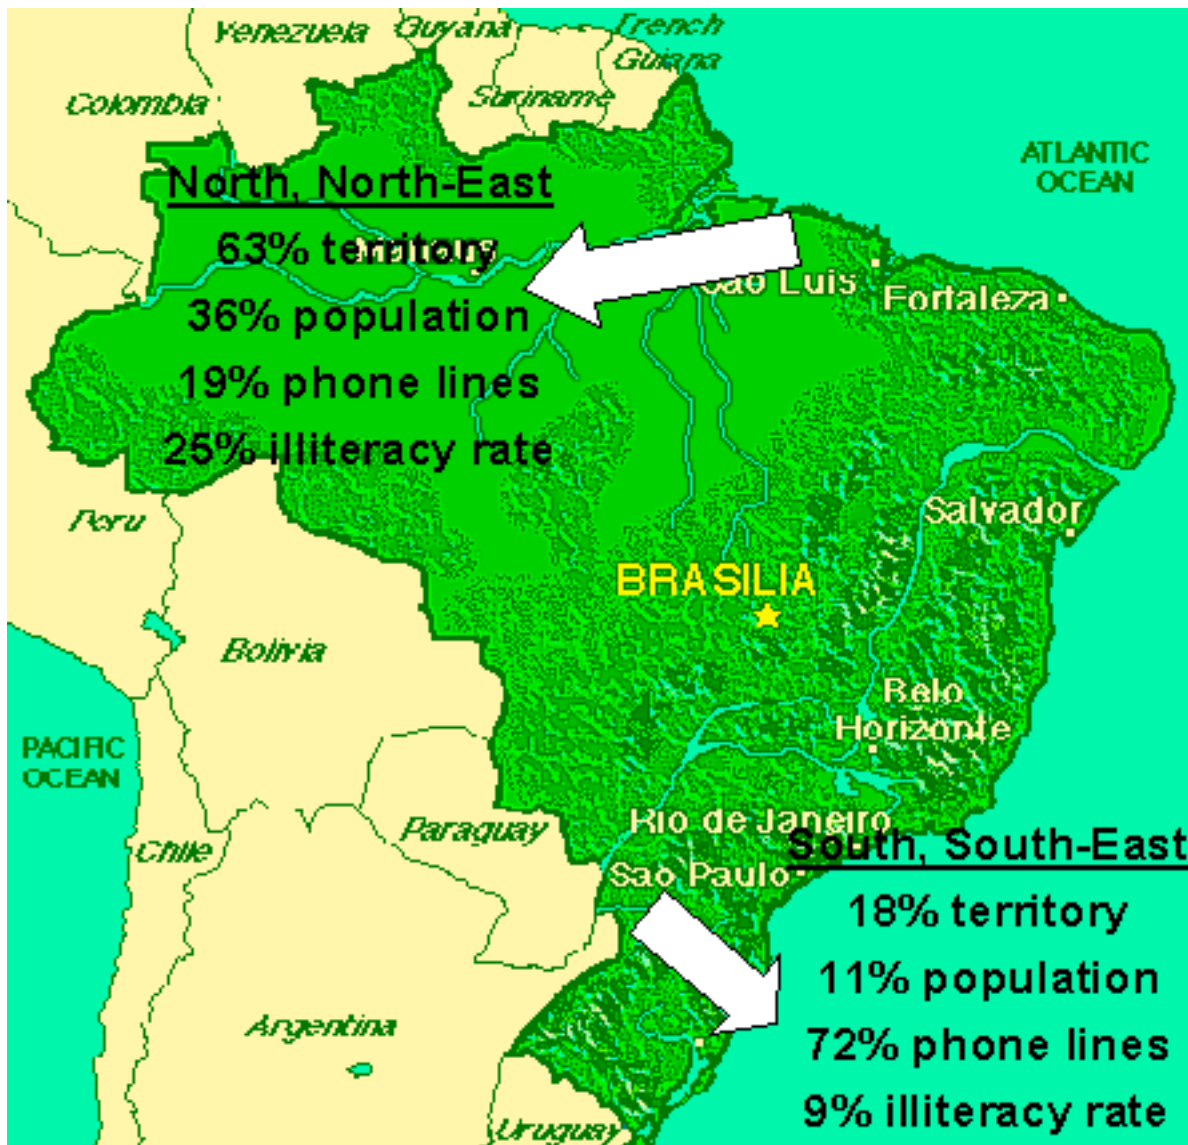 Venezuela
Guyana
French
Guiana
Suriname
Colombia
ATLANTIC
OCEAN
North, North-East
63% territory
Manaus
36% population
19% phone lines
25% illiteracy rate
Sao Luis
Fortaleza
Peru
Salvador
BRASILIA
Bolivia
Belo
Horizonte
PACIFIC
OCEAN
Paraguay
Chile
Rio de Janeiro
Sao Paulo
South, South-East
18% territory
11% population
72% phone lines
9% illiteracy rate
Argentina
Uruguay